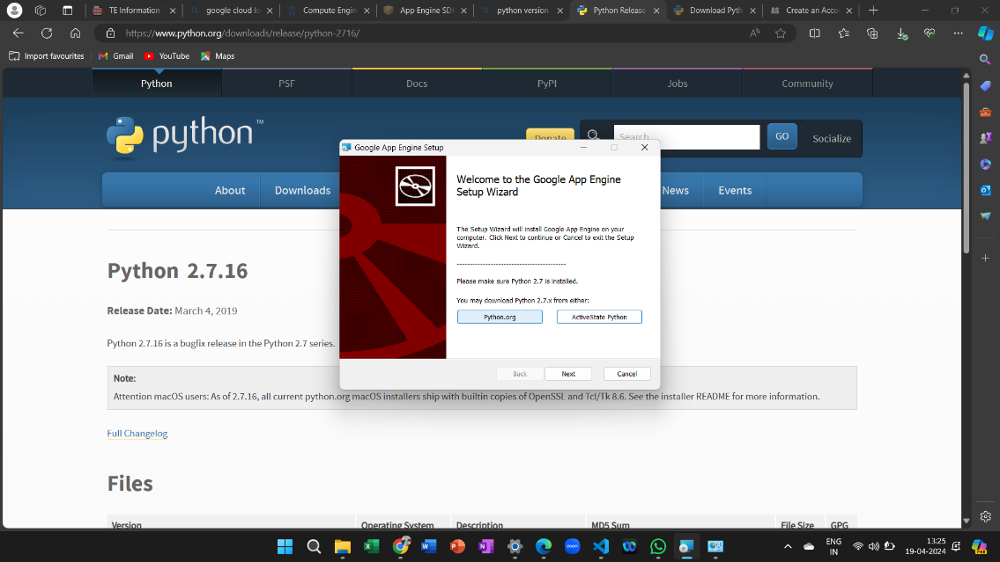 TE Information
google cloud lo
Compute Engin
App Engine SD
python version
Python Release
Download Pyth
Create an Acco
https://www.python.org/downloads/release/python-2716/
Import favourites
Gmail
YouTube
Maps
Python
PSF
Docs
PyPI
Jobs
Community
python™
Donate
Search
GO
Socialize
About
Downloads
News
Events
Google App Engine Setup
Welcome to the Google App Engine
Setup Wizard
The Setup Wizard will install Google App Engine on your
computer. Click Next to continue or Cancel to exit the Setup
Wizard.
-----------------------------------------
Please make sure Python 2.7 is installed.
You may download Python 2.7.x from either:
Python.org
ActiveState Python
Back
Next
Cancel
Python 2.7.16
Release Date: March 4, 2019
Python 2.7.16 is a bugfix release in the Python 2.7 series.
Note:
Attention macOS users: As of 2.7.16, all current python.org macOS installers ship with builtin copies of OpenSSL and Tcl/Tk 8.6. See the installer README for more information.
Full Changelog
Files
Version
Operating System
Description
MD5 Sum
File Size
GPG
zoom
ENG
IN
13:25
19-04-2024